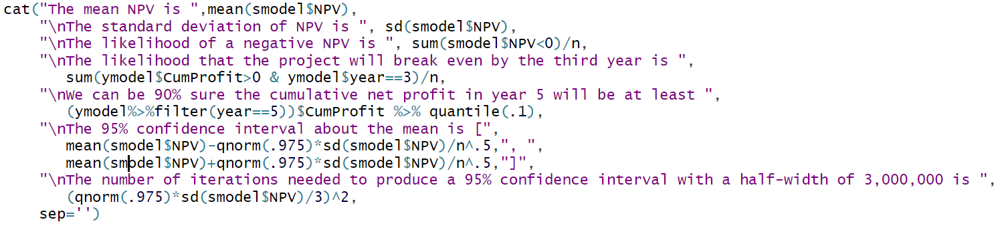 cat("The mean NPV is ",mean(smodel$NPV),
"\nThe standard deviation of NPV is ", sd(smodel$NPV),
"\nThe likelihood of a negative NPV is ", sum(smodel$NPV<0)/n,
"\nThe likelihood that the project will break even by the third year is ",
sum(ymodel$CumProfit>0 & ymodel$year==3)/n,
"\nWe can be 90% sure the cumulative net profit in year 5 will be at least ",
(ymodel%>%filter(year==5))$CumProfit %>% quantile(.1),
"\nThe 95% confidence interval about the mean is [",
mean(smodel$NPV)-qnorm(.975)*sd(smodel$NPV)/n^.5,", ",
mean(smodel$NPV)+qnorm(.975)*sd(smodel$NPV)/n^.5,"]",
"\nThe number of iterations needed to produce a 95% confidence interval with a half-width of 3,000,000 is ",
(qnorm(.975)*sd(smodel$NPV)/3)^2,
sep='')